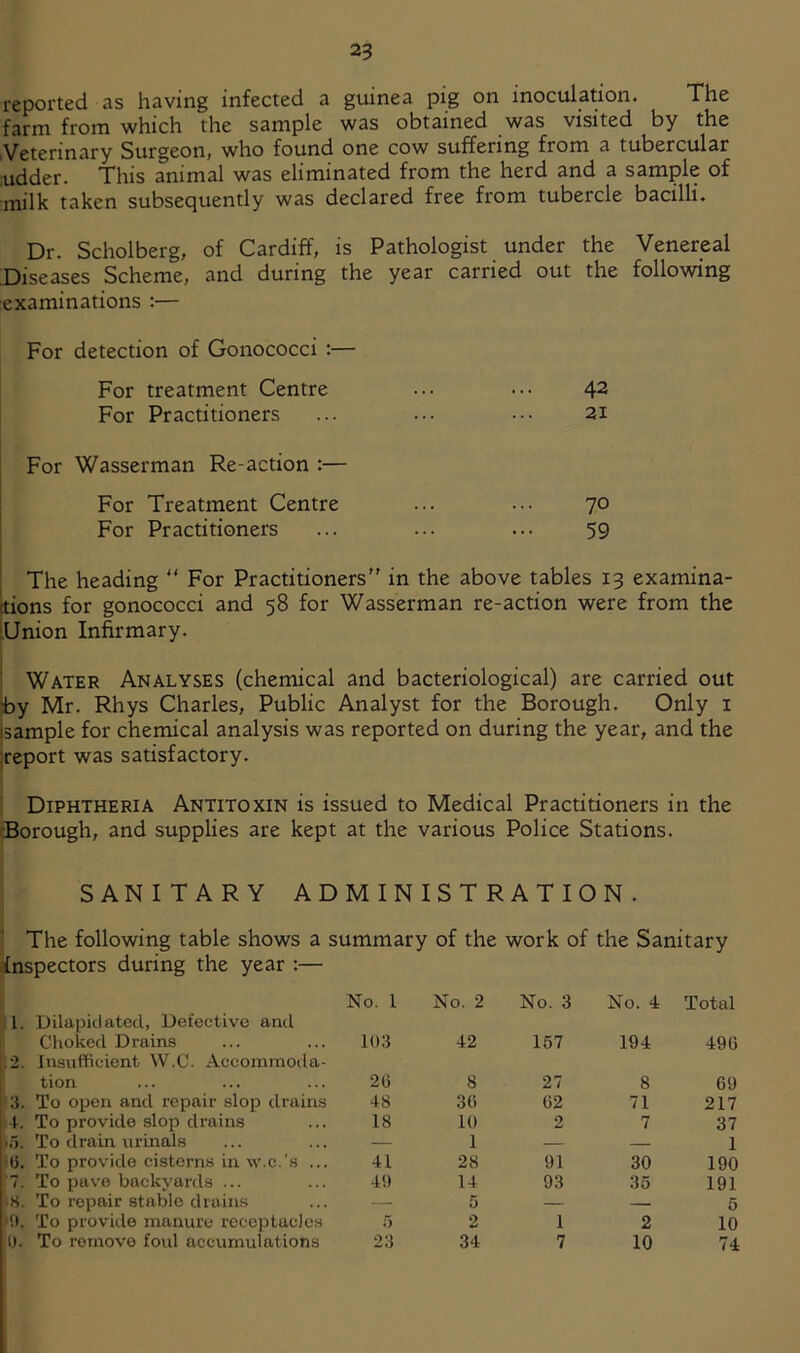 23
reported as having infected a guinea pig on inoculation. The
farm from which the sample was obtained was visited by the
Veterinary Surgeon, who found one cow suffering from a tubercular
udder. This animal was eliminated from the herd and a sample of
milk taken subsequently was declared free from tubercle bacilli.
Dr. Scholberg, of Cardiff, is Pathologist under the Venereal
Diseases Scheme, and during the year carried out the following
examinations :—
For detection of Gonococci :—
For treatment Centre ... ... 42
For Practitioners ... ... ... 21
For Wasserman Re-action :—
For Treatment Centre ... ... 70
For Practitioners ... ... ... 59
The heading “ For Practitioners” in the above tables 13 examina-
tions for gonococci and 58 for Wasserman re-action were from the
Union Infirmary.
WATER ANALYSES (chemical and bacteriological) are carried out
by Mr. Rhys Charles, Public Analyst for the Borough. Only 1
sample for chemical analysis was reported on during the year, and the
report was satisfactory.
DIPHTHERIA ANTITOXIN is issued to Medical Practitioners in the
Borough, and supplies are kept at the various Police Stations.
SANITARY ADMINISTRATION.
The following table shows a summary of the work of the Sanitary
Inspectors during the year :—
No. 1 No. 2 No. 3 No. 4 Total
1. Dilapidated, Defective and
Choked Drains ... ... 103 42 157 194 496
2. Insufficient W.C. Accommoda-
tion ... ... ... 26 8 27 8 69
3. To open and repair slop drains 48 36 62 71 217
4. To provide slop drains ... 18 10 2 7 37
5. To drain urinals ... ... — 1 — — 1
6. To provide cisterns in w.c.'s ... 41 28 91 30 190
7. To pave backyards ... ... 49 14 93 35 191
8. To repair stable drains ... — 5 — — 5
9. To provide manure receptacles 5 2 1 2 10
0. To remove foul accumulations 23 34 7 10 74